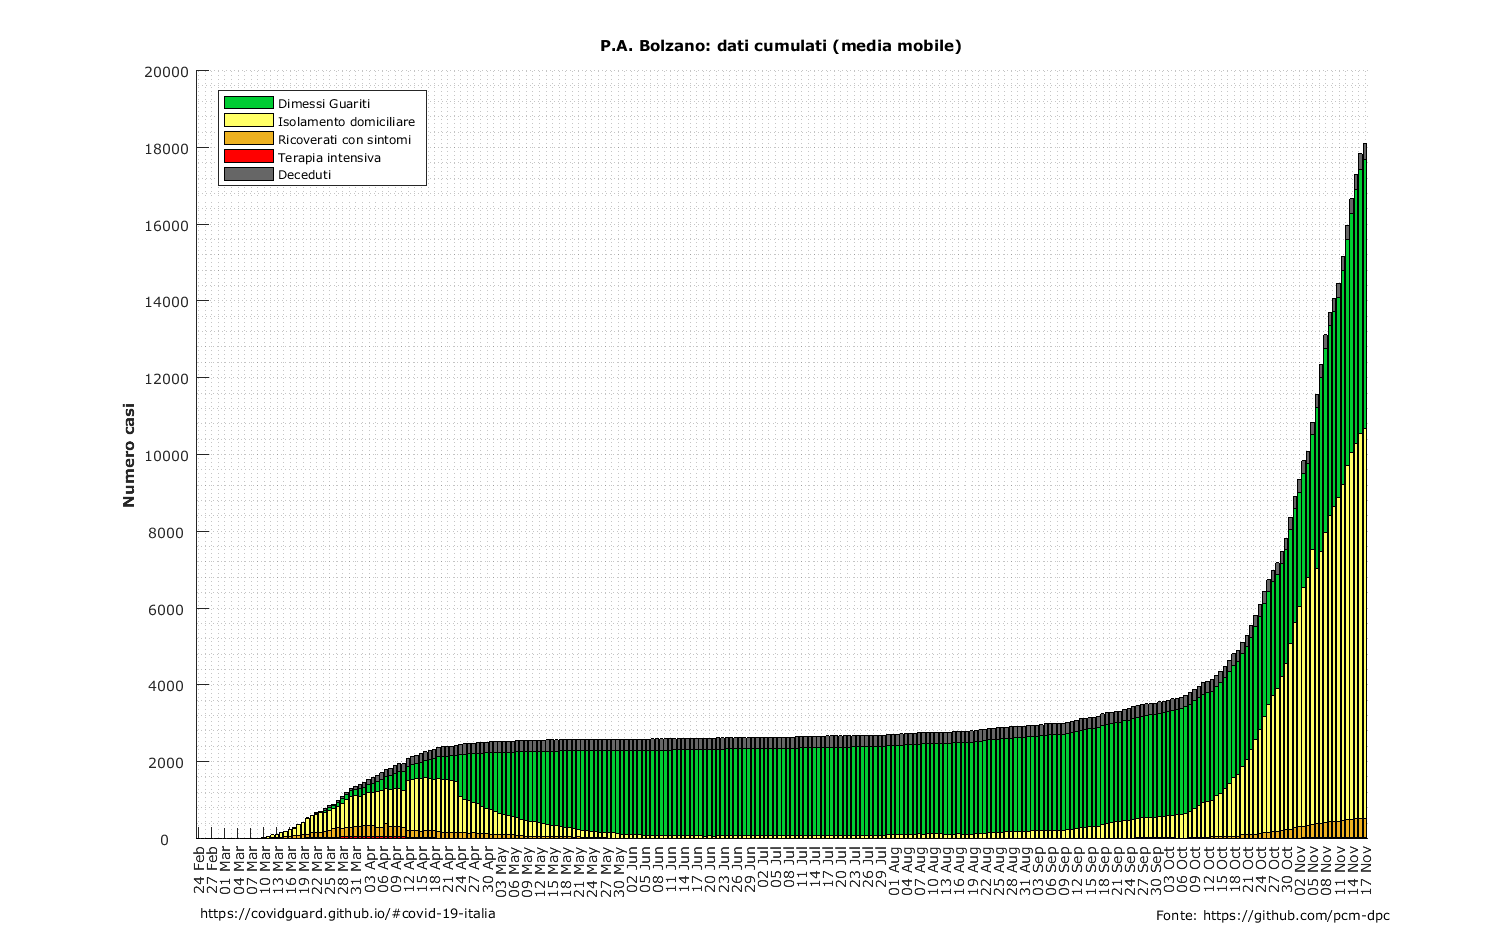 P.A. Bolzano: dati cumulati (media mobile)
20000
18000
16000
14000
12000
10000
8000
6000
4000
2000
0
Numero casi
Dimessi Guariti
Isolamento domiciliare
Ricoverati con sintomi
Terapia intensiva
Deceduti
24 Feb
27 Feb
01 Mar
04 Mar
07 Mar
10 Mar
13 Mar
16 Mar
19 Mar
22 Mar
25 Mar
28 Mar
31 Mar
03 Apr
06 Apr
09 Apr
12 Apr
15 Apr
18 Apr
21 Apr
24 Apr
27 Apr
30 Apr
03 May
06 May
09 May
12 May
15 May
18 May
21 May
24 May
27 May
30 May
02 Jun
05 Jun
08 Jun
11 Jun
14 Jun
17 Jun
20 Jun
23 Jun
26 Jun
29 Jun
02 Jul
05 Jul
08 Jul
11 Jul
14 Jul
17 Jul
20 Jul
23 Jul
26 Jul
29 Jul
01 Aug
04 Aug
07 Aug
10 Aug
13 Aug
16 Aug
19 Aug
22 Aug
25 Aug
28 Aug
31 Aug
03 Sep
06 Sep
09 Sep
12 Sep
15 Sep
18 Sep
21 Sep
24 Sep
27 Sep
30 Sep
03 Oct
06 Oct
09 Oct
12 Oct
15 Oct
18 Oct
21 Oct
24 Oct
27 Oct
30 Oct
02 Nov
05 Nov
08 Nov
11 Nov
14 Nov
17 Nov
https://covidguard.github.io/#covid-19-italia
Fonte: https://github.com/pcm-dpc